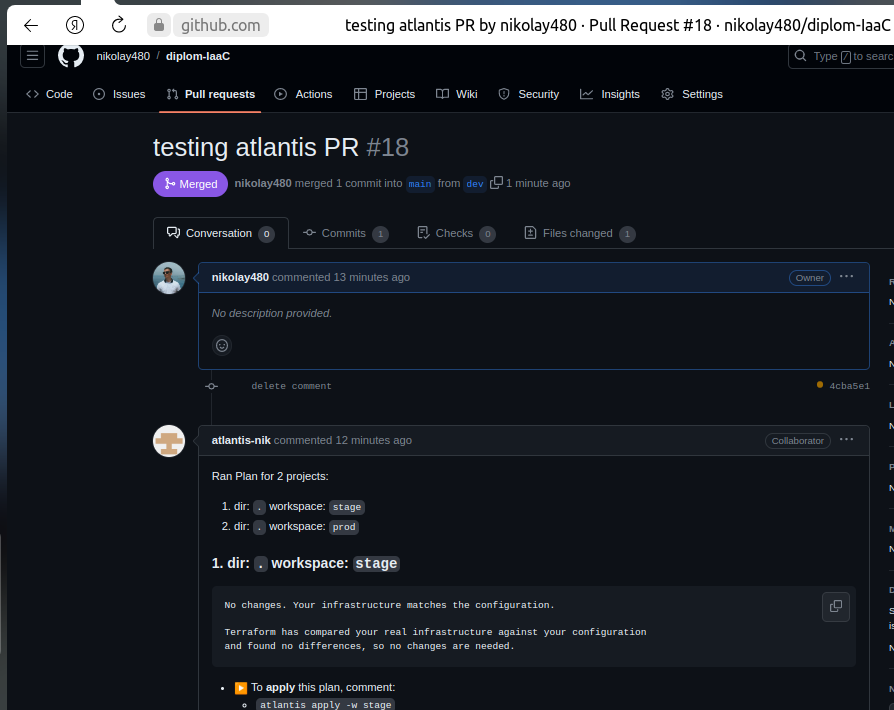 github.com
testing atlantis PR by nikolay480 · Pull Request #18 · nikolay480/diplom-IaaC
nikolay480 / diplom-IaaC
Type / to searc
Code Issues Pull requests Actions Projects Wiki Security Insights Settings
testing atlantis PR #18
Merged nikolay480 merged 1 commit into main from dev 1 minute ago
Conversation 0 Commits 1 Checks 0 Files changed 1
nikolay480 commented 13 minutes ago Owner ...
No description provided.
delete comment 4cba5e1
atlantis-nik commented 12 minutes ago Collaborator ...
Ran Plan for 2 projects:
1. dir: . workspace: stage
2. dir: . workspace: prod
1. dir: . workspace: stage
No changes. Your infrastructure matches the configuration.
Terraform has compared your real infrastructure against your configuration
and found no differences, so no changes are needed.
• To apply this plan, comment:
◦ atlantis apply -w stage